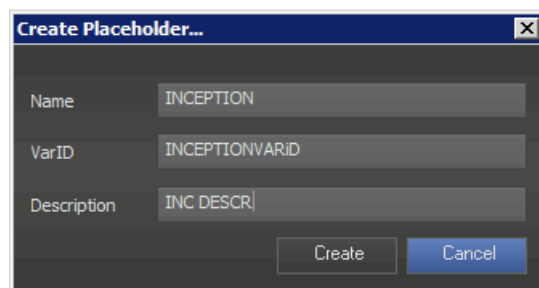 Create Placeholder...
Name INCEPTION
VarID INCEPTIONVARiD
Description INC DESCR
Create Cancel